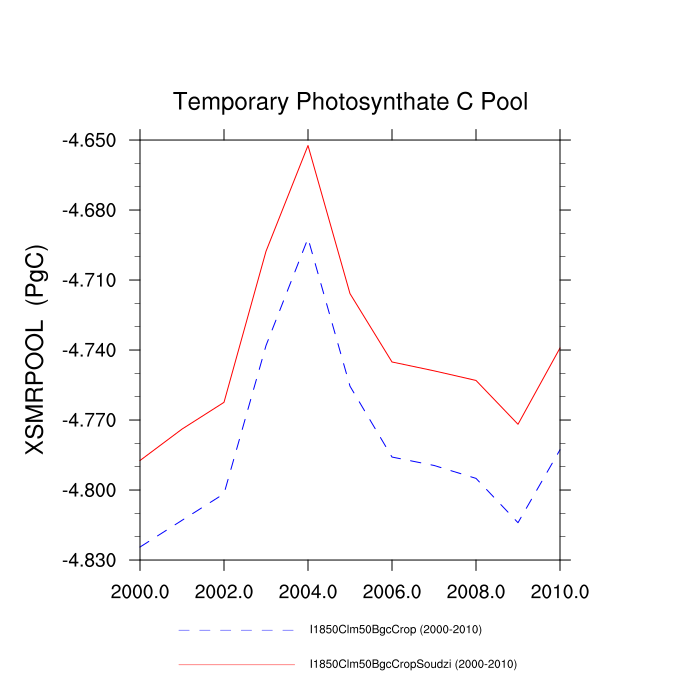 Temporary Photosynthate C Pool
XSMRPOOL (PgC)
-4.650
-4.680
-4.710
-4.740
-4.770
-4.800
-4.830
2000.0 2002.0 2004.0 2006.0 2008.0 2010.0
I1850Clm50BgcCrop (2000-2010)
I1850Clm50BgcCropSoudzi (2000-2010)